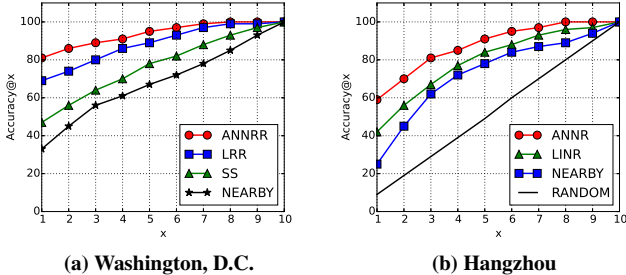 100
80
60
40
20
0
Accuracy@x
1 2 3 4 5 6 7 8 9 10
x
ANNRR
LRR
SS
NEARBY
(a) Washington, D.C.
100
80
60
40
20
0
Accuracy@x
1 2 3 4 5 6 7 8 9 10
x
ANNR
LINR
NEARBY
RANDOM
(b) Hangzhou